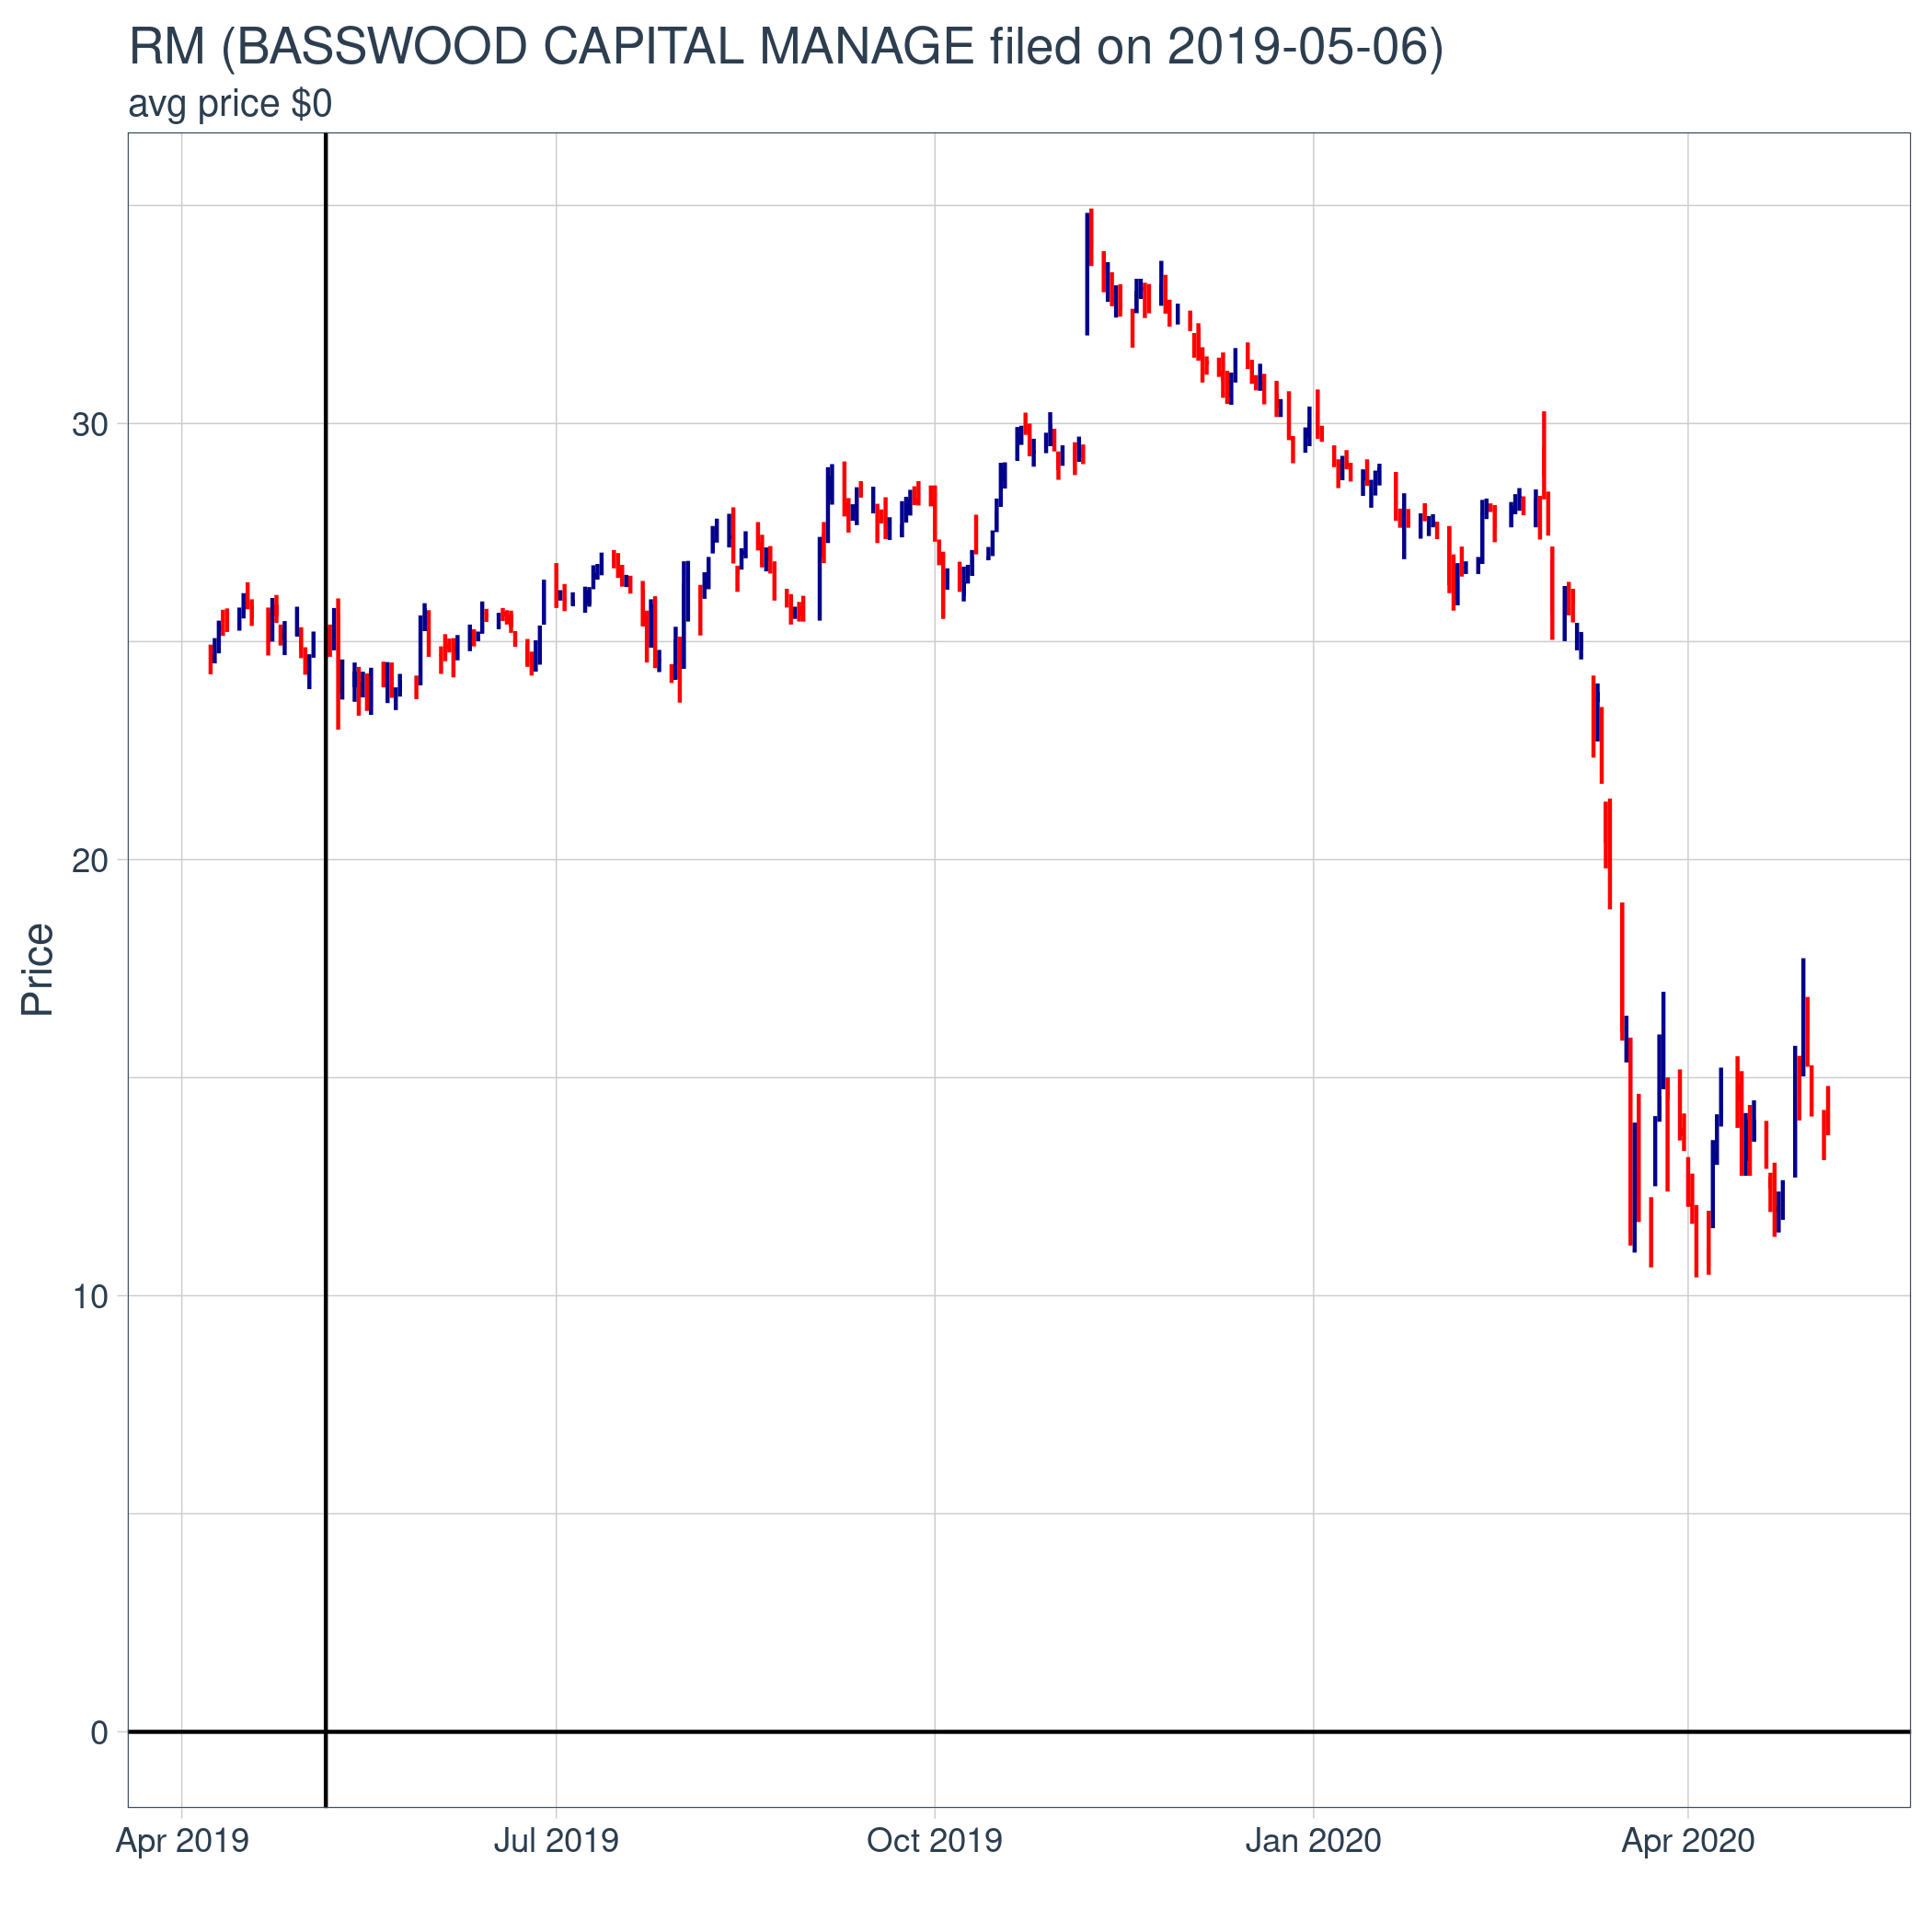 RM (BASSWOOD CAPITAL MANAGE filed on 2019-05-06)
avg price $0
30
20
10
0
Price
Apr 2019
Jul 2019
Oct 2019
Jan 2020
Apr 2020